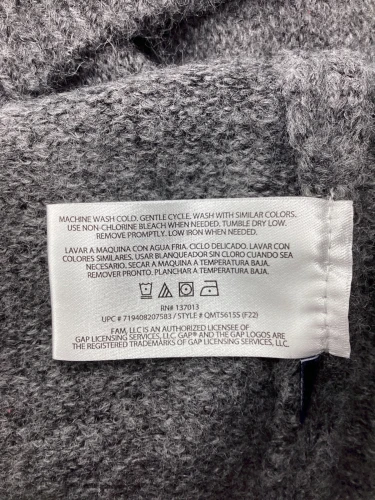 MACHINE WASH COLD. GENTLE CYCLE. WASH WITH SIMILAR COLORS.
USE NON-CHLORINE BLEACH WHEN NEEDED. TUMBLE DRY LOW.
REMOVE PROMPTLY. LOW IRON WHEN NEEDED.
LAVAR A MAQUINA CON AGUA FRIA. CICLO DELICADO. LAVAR CON
COLORES SIMILARES. USAR BLANQUEADOR SIN CLORO CUANDO SEA
NECESARIO. SECAR A MAQUINA A TEMPERATURA BAJA.
REMOVER PRONTO. PLANCHAR A TEMPERATURA BAJA.
RN# 137013
UPC # 719408207583 / STYLE # QMTS61S5 (F22)
FAM, LLC IS AN AUTHORIZED LICENSEE OF
GAP LICENSING SERVICES, LLC. GAP® AND THE GAP LOGOS ARE
THE REGISTERED TRADEMARKS OF GAP LICENSING SERVICES, LLC.